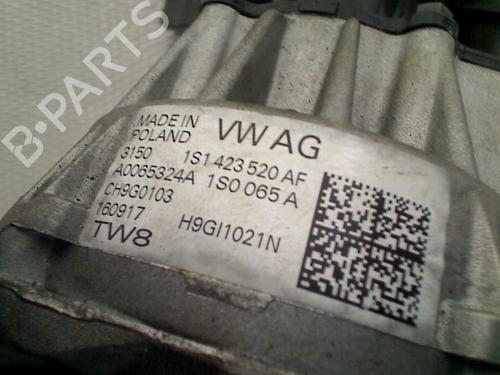 B-PARTS
MADE IN
POLAND VW AG
3150 1S1 423 520 AF
A0065324A 1S0 065 A
CH9G0103
160917 H9GI1021N
TW8